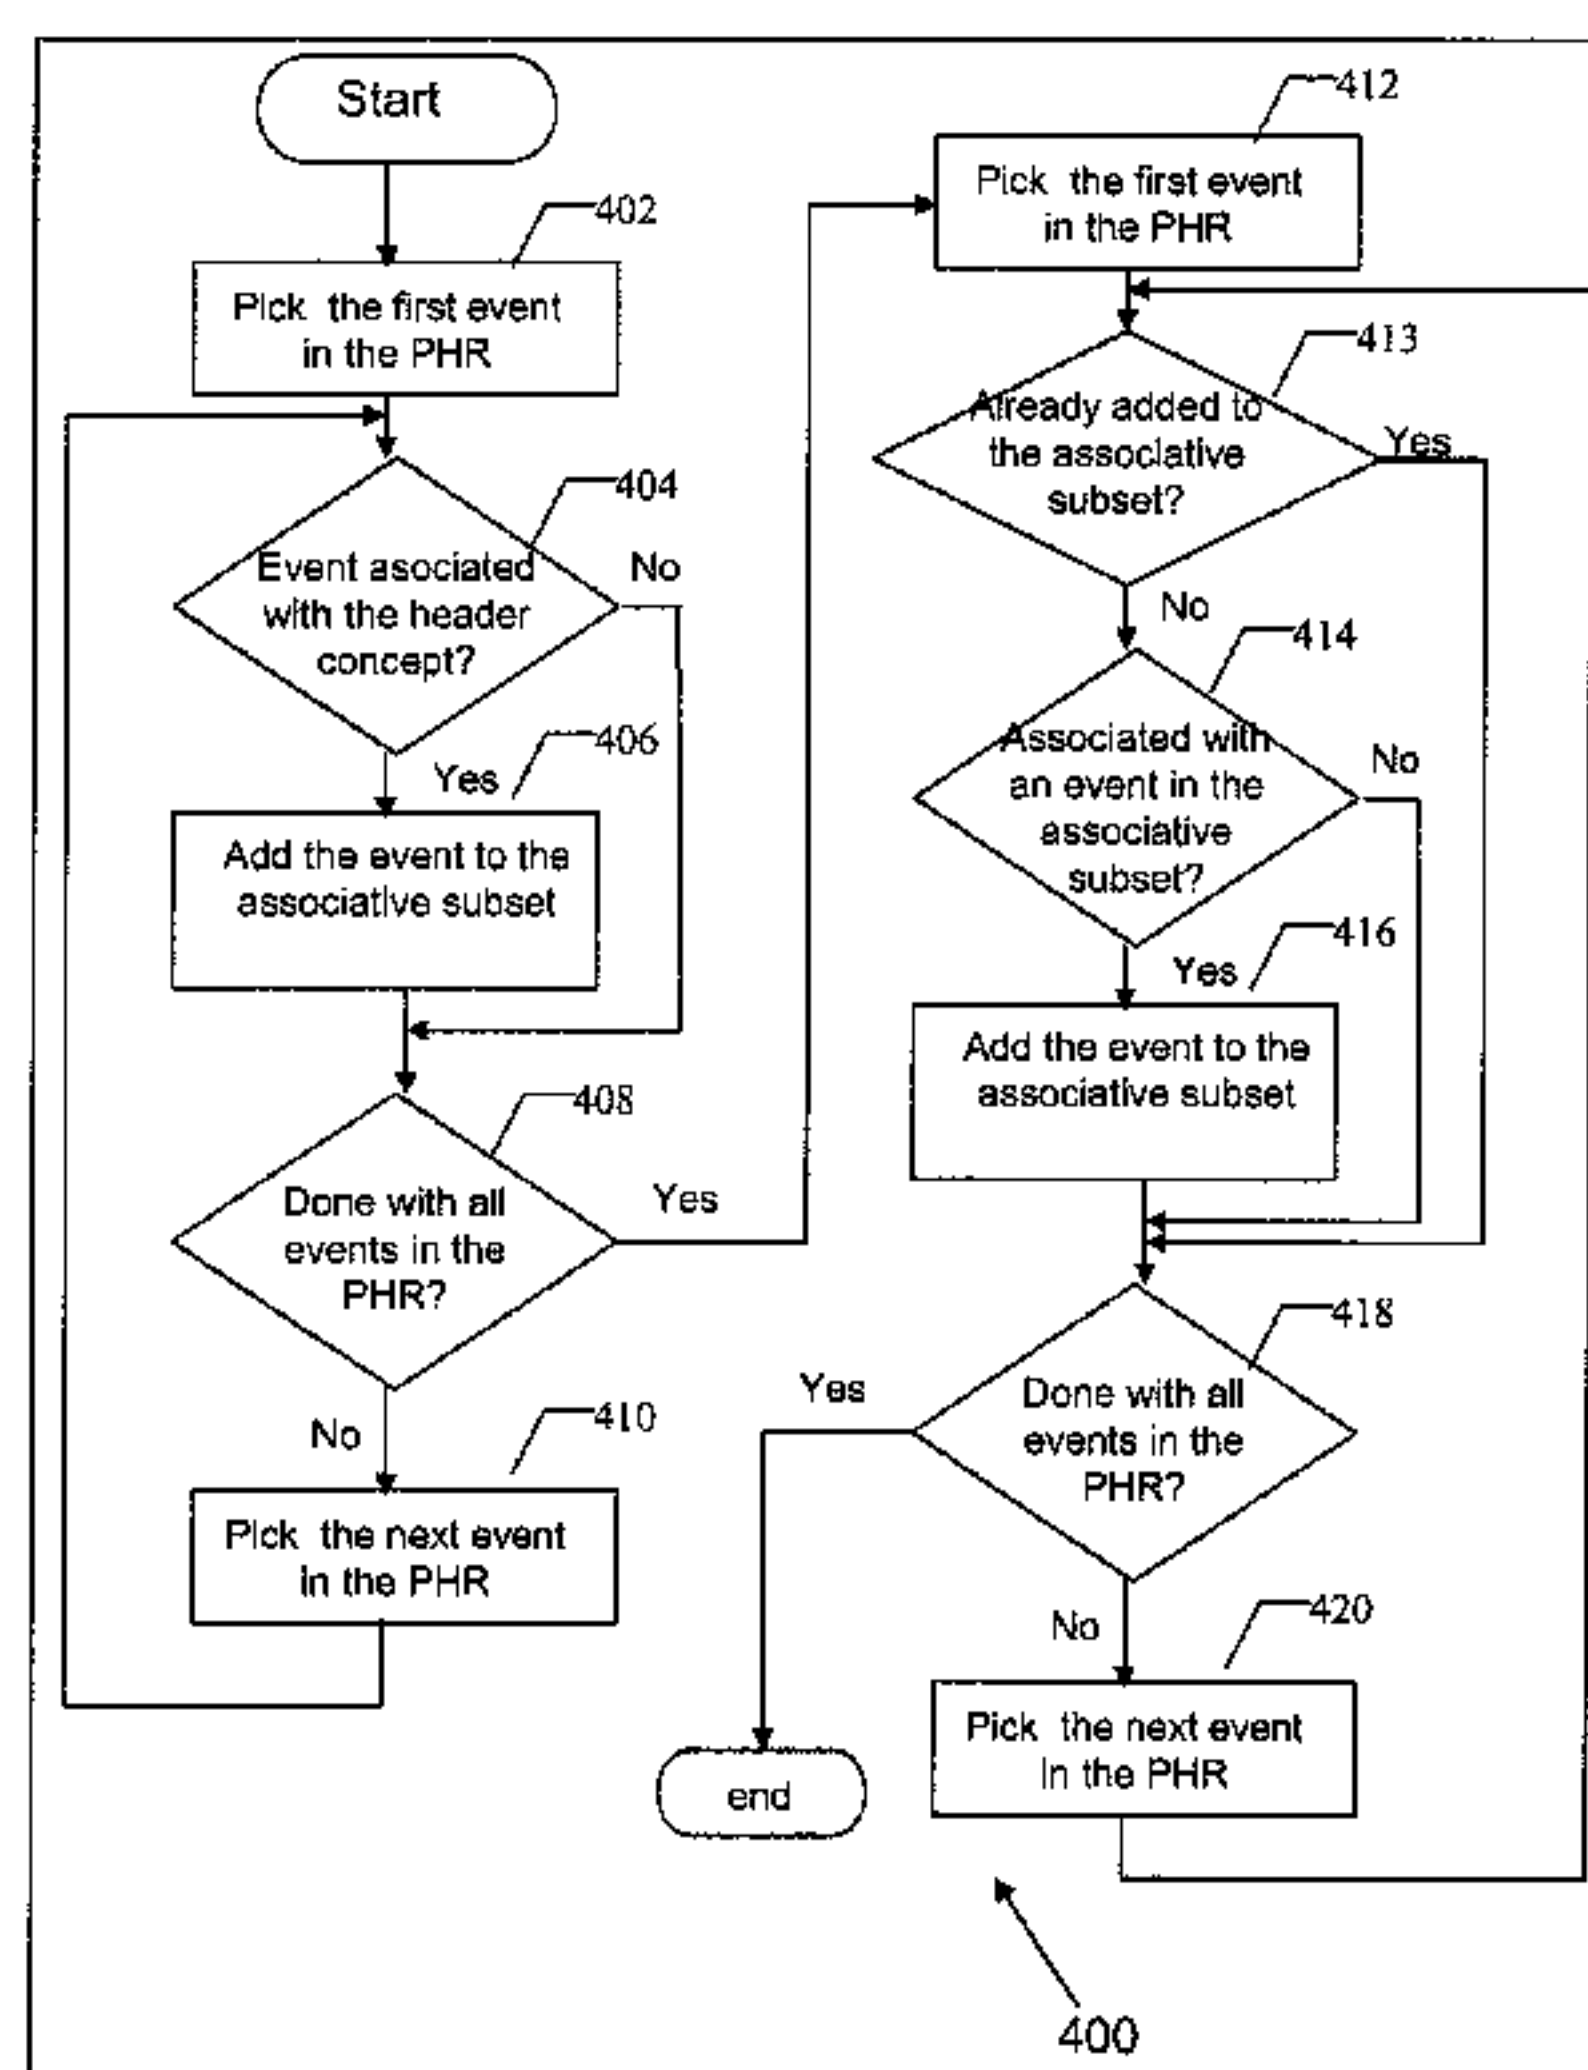 Start
402
Pick the first event
in the PHR
404
Event asociated
with the header
concept?
No
Yes
406
Add the event to the
associative subset
408
Done with all
events in the
PHR?
Yes
No
410
Pick the next event
in the PHR
412
Pick the first event
in the PHR
413
Already added to
the associative
subset?
Yes
No
414
Associated with
an event in the
associative
subset?
No
Yes
416
Add the event to the
associative subset
418
Done with all
events in the
PHR?
Yes
No
420
Pick the next event
in the PHR
end
400